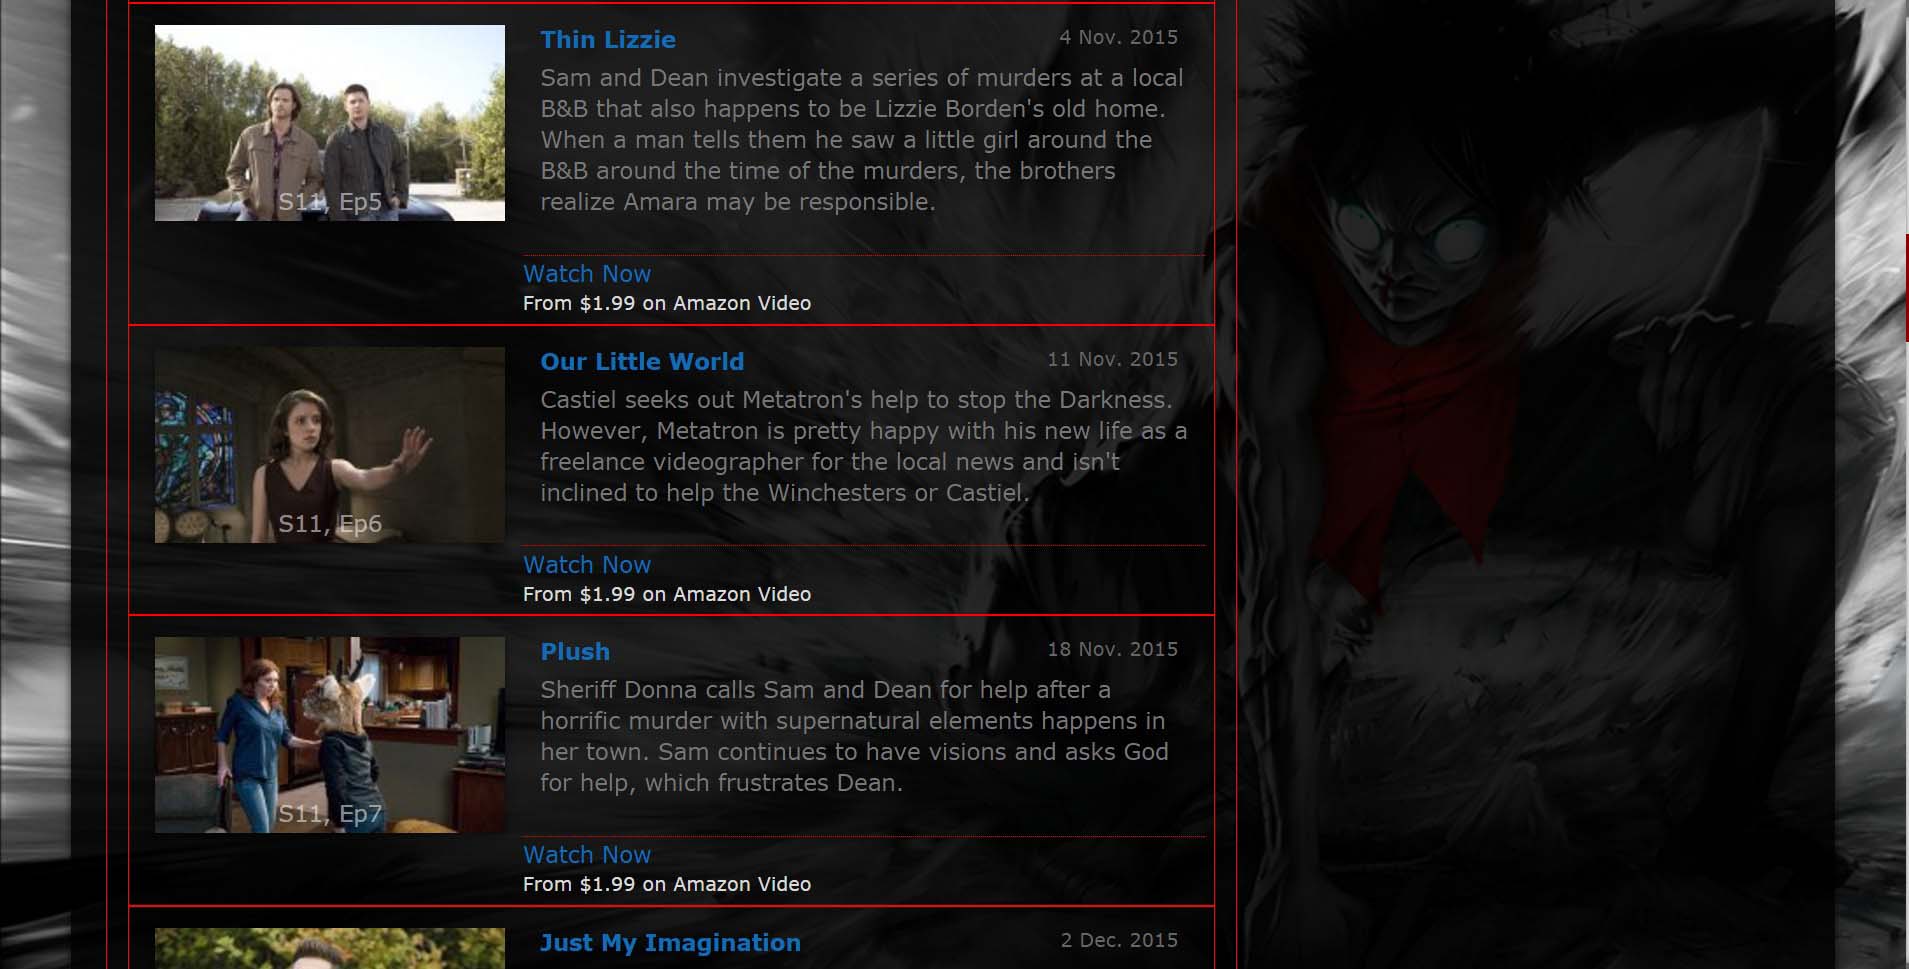 Thin Lizzie
4 Nov. 2015
Sam and Dean investigate a series of murders at a local
B&B that also happens to be Lizzie Borden's old home.
When a man tells them he saw a little girl around the
B&B around the time of the murders, the brothers
realize Amara may be responsible.
S11, Ep5
Watch Now
From $1.99 on Amazon Video
Our Little World
11 Nov. 2015
Castiel seeks out Metatron's help to stop the Darkness.
However, Metatron is pretty happy with his new life as a
freelance videographer for the local news and isn't
inclined to help the Winchesters or Castiel.
S11, Ep6
Watch Now
From $1.99 on Amazon Video
Plush
18 Nov. 2015
Sheriff Donna calls Sam and Dean for help after a
horrific murder with supernatural elements happens in
her town. Sam continues to have visions and asks God
for help, which frustrates Dean.
S11, Ep7
Watch Now
From $1.99 on Amazon Video
Just My Imagination
2 Dec. 2015